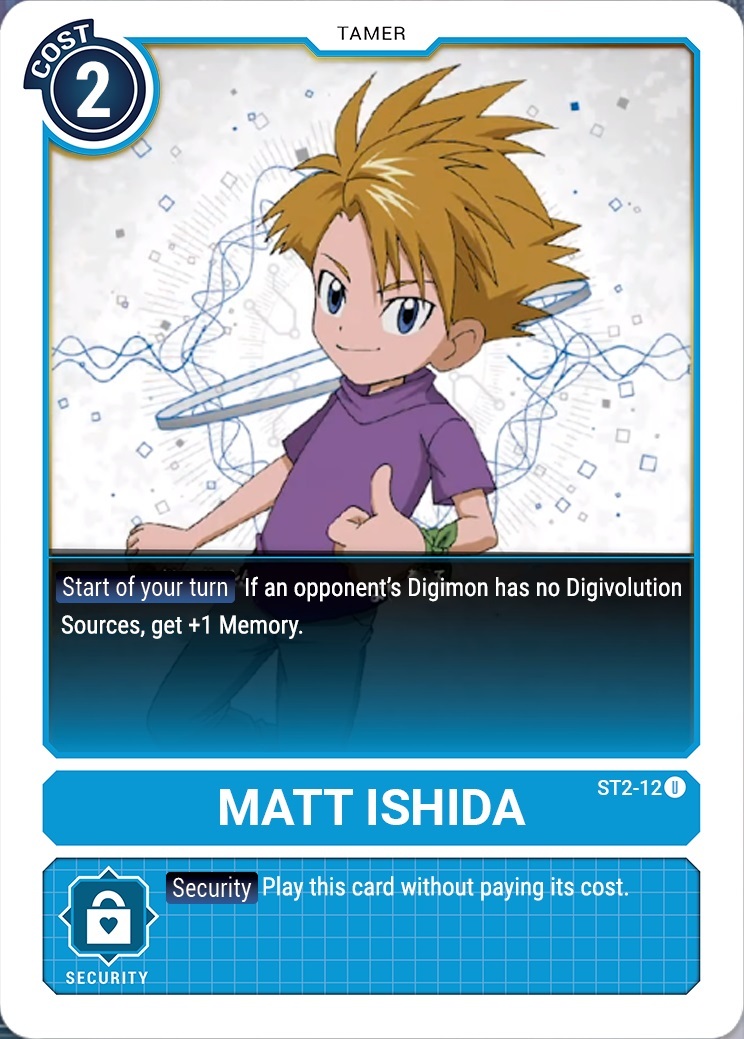 TAMER
COST
2
Start of your turn If an opponent's Digimon has no Digivolution
Sources, get +1 Memory.
ST2-12 U
MATT ISHIDA
Security Play this card without paying its cost.
SECURITY